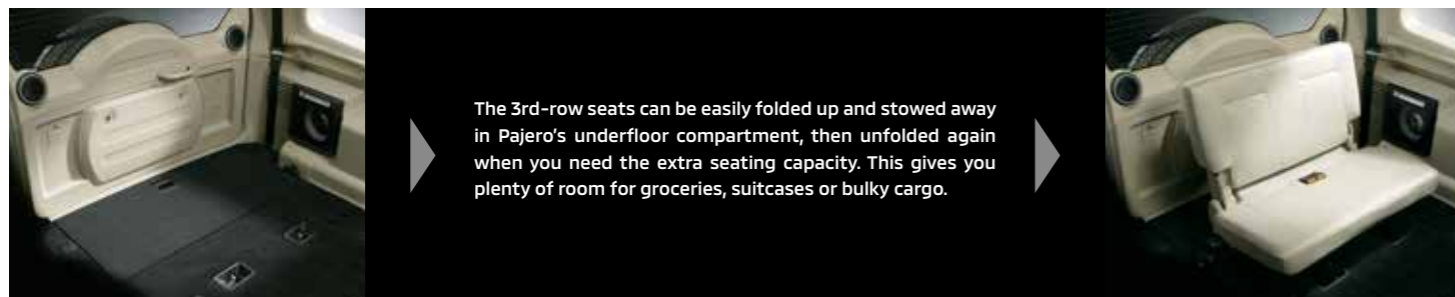 The 3rd-row seats can be easily folded up and stowed away
in Pajero's underfloor compartment, then unfolded again
when you need the extra seating capacity. This gives you
plenty of room for groceries, suitcases or bulky cargo.